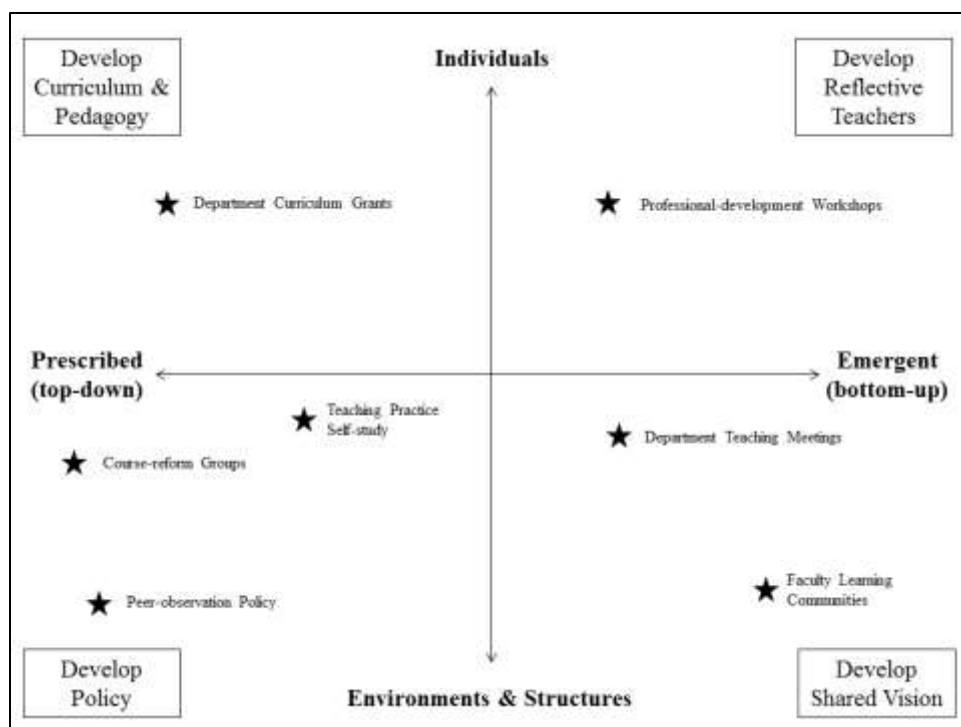 Develop
Curriculum &
Pedagogy
Individuals
Develop
Reflective
Teachers
Department Curriculum Grants
Professional-development Workshops
Prescribed
(top-down)
Emergent
(bottom-up)
Teaching Practice
Self-study
Department Teaching Meetings
Course-reform Groups
Faculty Learning
Communities
Peer-observation Policy
Develop
Policy
Environments & Structures
Develop
Shared Vision